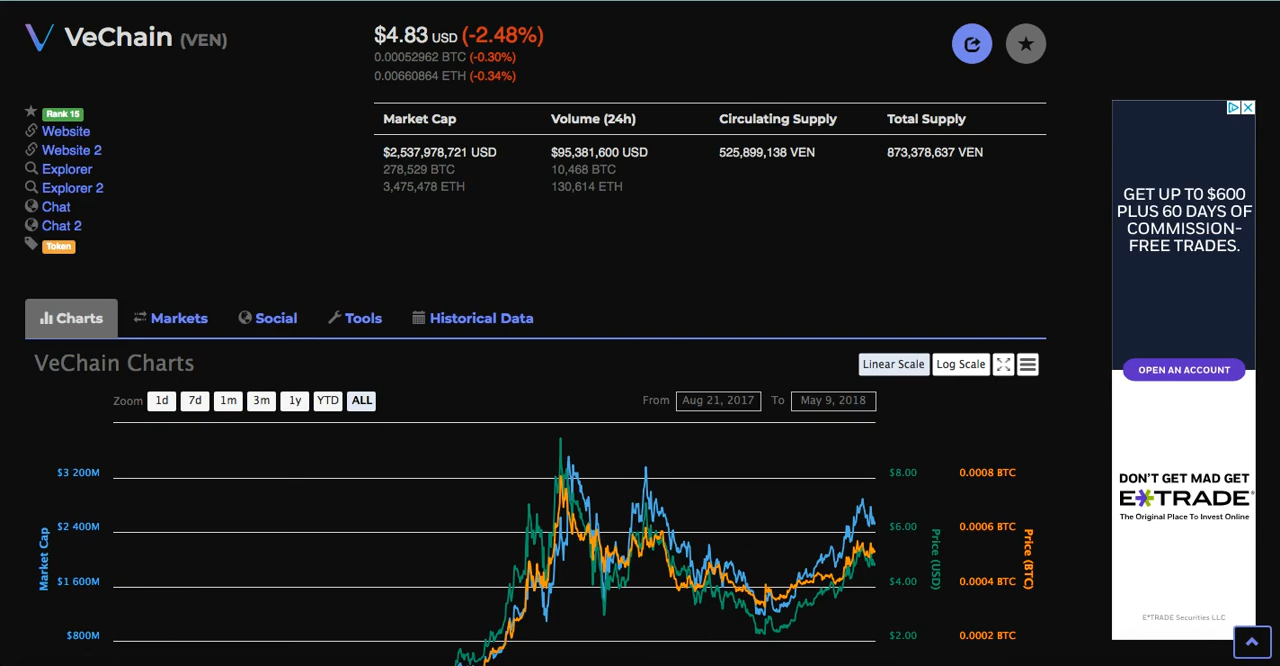 VeChain (VEN)
$4.83 USD (-2.48%)
0.00052962 BTC (-0.30%)
0.00660864 ETH (-0.34%)
Rank 15
Website
Website 2
Explorer
Explorer 2
Chat
Chat 2
Token
Market Cap Volume (24h) Circulating Supply Total Supply
$2,537,978,721 USD $95,381,600 USD 525,899,138 VEN 873,378,637 VEN
278,529 BTC 10,468 BTC
3,475,478 ETH 130,614 ETH
Charts Markets Social Tools Historical Data
VeChain Charts
Linear Scale Log Scale
Zoom 1d 7d 1m 3m 1y YTD ALL From Aug 21, 2017 To May 9, 2018
$3 200M $8.00 0.0008 BTC
$2 400M $6.00 0.0006 BTC
$1 600M $4.00 0.0004 BTC
$800M $2.00 0.0002 BTC
Market Cap
Price (USD)
Price (BTC)
GET UP TO $600
PLUS 60 DAYS OF
COMMISSION-
FREE TRADES.
OPEN AN ACCOUNT
DON'T GET MAD GET
E*TRADE®
The Original Place To Invest Online
E*TRADE Securities LLC